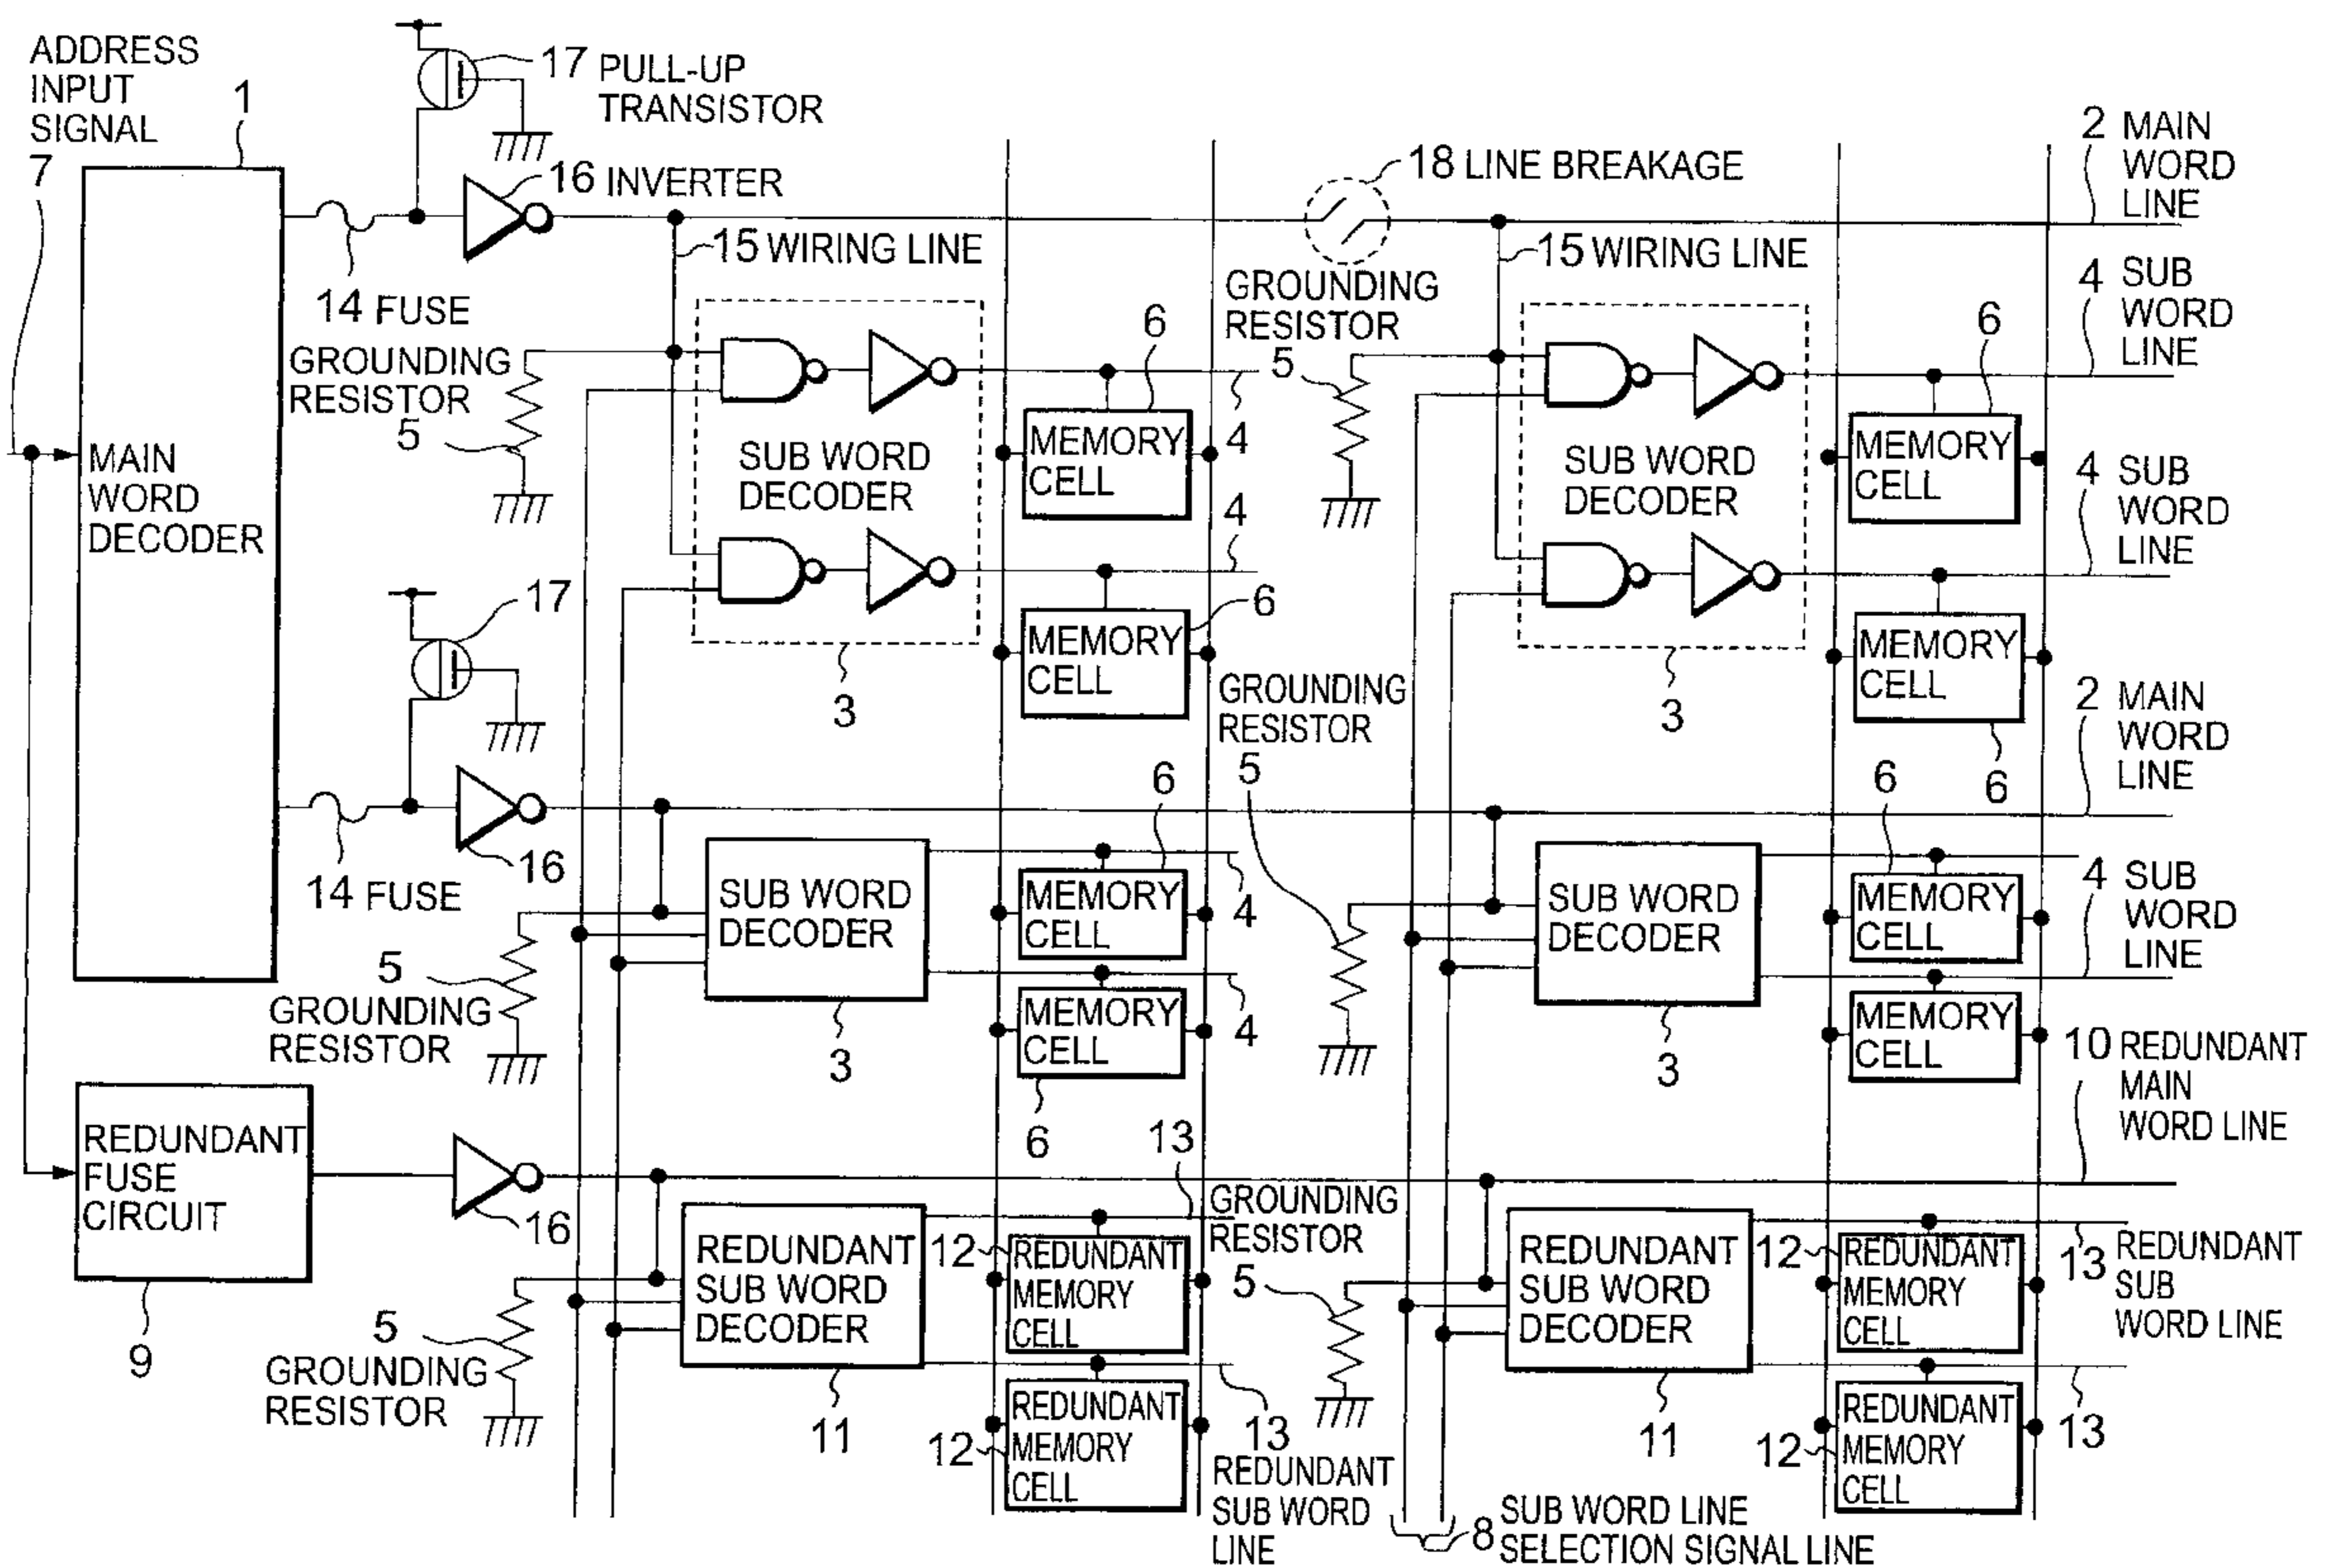 ADDRESS
INPUT
SIGNAL
7
1
17 PULL-UP
TRANSISTOR
16 INVERTER
18 LINE BREAKAGE
2 MAIN
WORD
LINE
15 WIRING LINE
15 WIRING LINE
14 FUSE
GROUNDING
RESISTOR
5
GROUNDING
RESISTOR
5
6
6
4 SUB
WORD
LINE
MAIN
WORD
DECODER
SUB WORD
DECODER
MEMORY
CELL
4
SUB WORD
DECODER
MEMORY
CELL
4 SUB
WORD
LINE
4
17
MEMORY
CELL
6
3
MEMORY
CELL
6
3
GROUNDING
RESISTOR
5
2 MAIN
WORD
LINE
14 FUSE
16
6
6
SUB WORD
DECODER
3
MEMORY
CELL
4
MEMORY
CELL
4
6
SUB WORD
DECODER
3
MEMORY
CELL
MEMORY
CELL
4 SUB
WORD
LINE
5
GROUNDING
RESISTOR
10 REDUNDANT
MAIN
WORD LINE
REDUNDANT
FUSE
CIRCUIT
9
16
13
GROUNDING
RESISTOR
5
REDUNDANT
SUB WORD
DECODER
11
12
REDUNDANT
MEMORY
CELL
12
REDUNDANT
MEMORY
CELL
13
REDUNDANT
SUB WORD
LINE
5
GROUNDING
RESISTOR
REDUNDANT
SUB WORD
DECODER
11
12
REDUNDANT
MEMORY
CELL
13 REDUNDANT
SUB
WORD LINE
12
REDUNDANT
MEMORY
CELL
13
8 SUB WORD LINE
SELECTION SIGNAL LINE